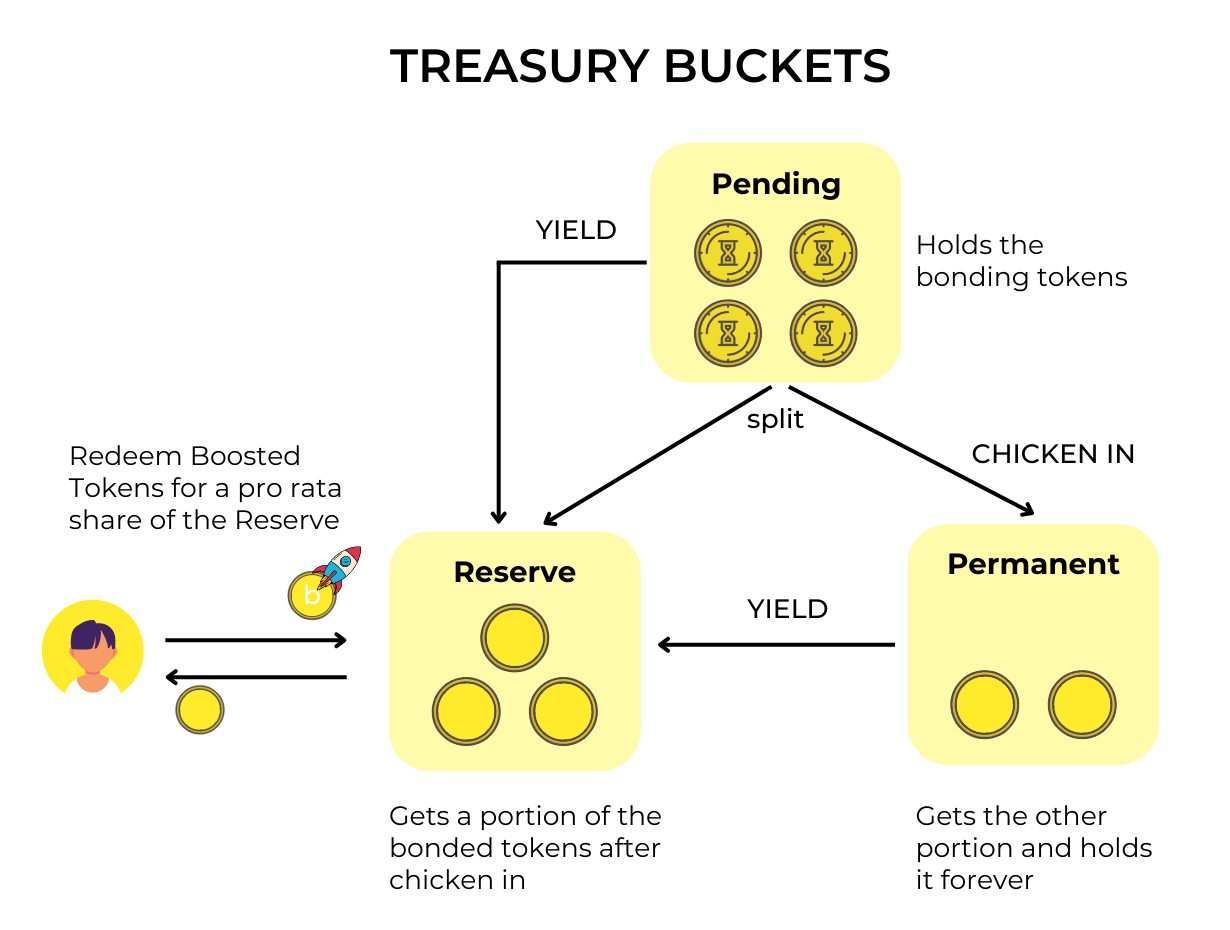 TREASURY BUCKETS
Pending
YIELD
Holds the
bonding tokens
split
CHICKEN IN
Redeem Boosted
Tokens for a pro rata
share of the Reserve
b
Reserve
YIELD
Permanent
Gets a portion of the
bonded tokens after
chicken in
Gets the other
portion and holds
it forever